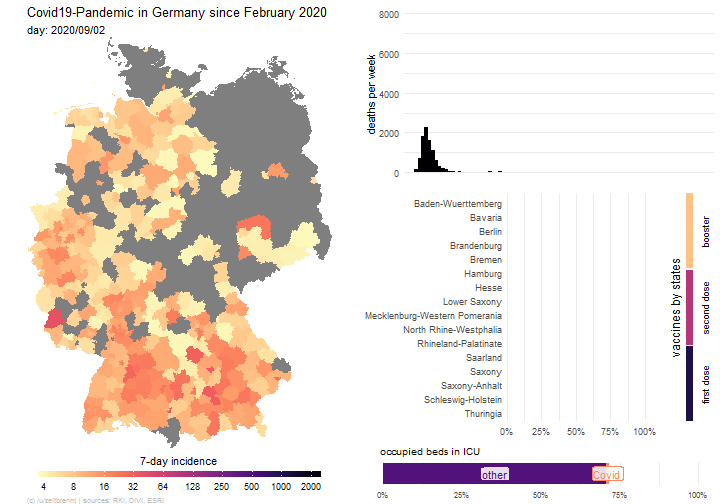 Covid19-Pandemic in Germany since February 2020
day: 2020/09/02
7-day incidence
4 8 16 32 64 128 200 500 1000 2000
(c) /u/zeitbrennt | sources: RKI, DIVI, ESRI
deaths per week
8000
6000
4000
2000
0
Baden-Wuerttemberg
Bavaria
Berlin
Brandenburg
Bremen
Hamburg
Hesse
Lower Saxony
Mecklenburg-Western Pomerania
North Rhine-Westphalia
Rhineland-Palatinate
Saarland
Saxony
Saxony-Anhalt
Schleswig-Holstein
Thuringia
0% 25% 50% 75% 100%
vaccines by states
booster
second dose
first dose
occupied beds in ICU
other
Covid
0% 25% 50% 75% 100%